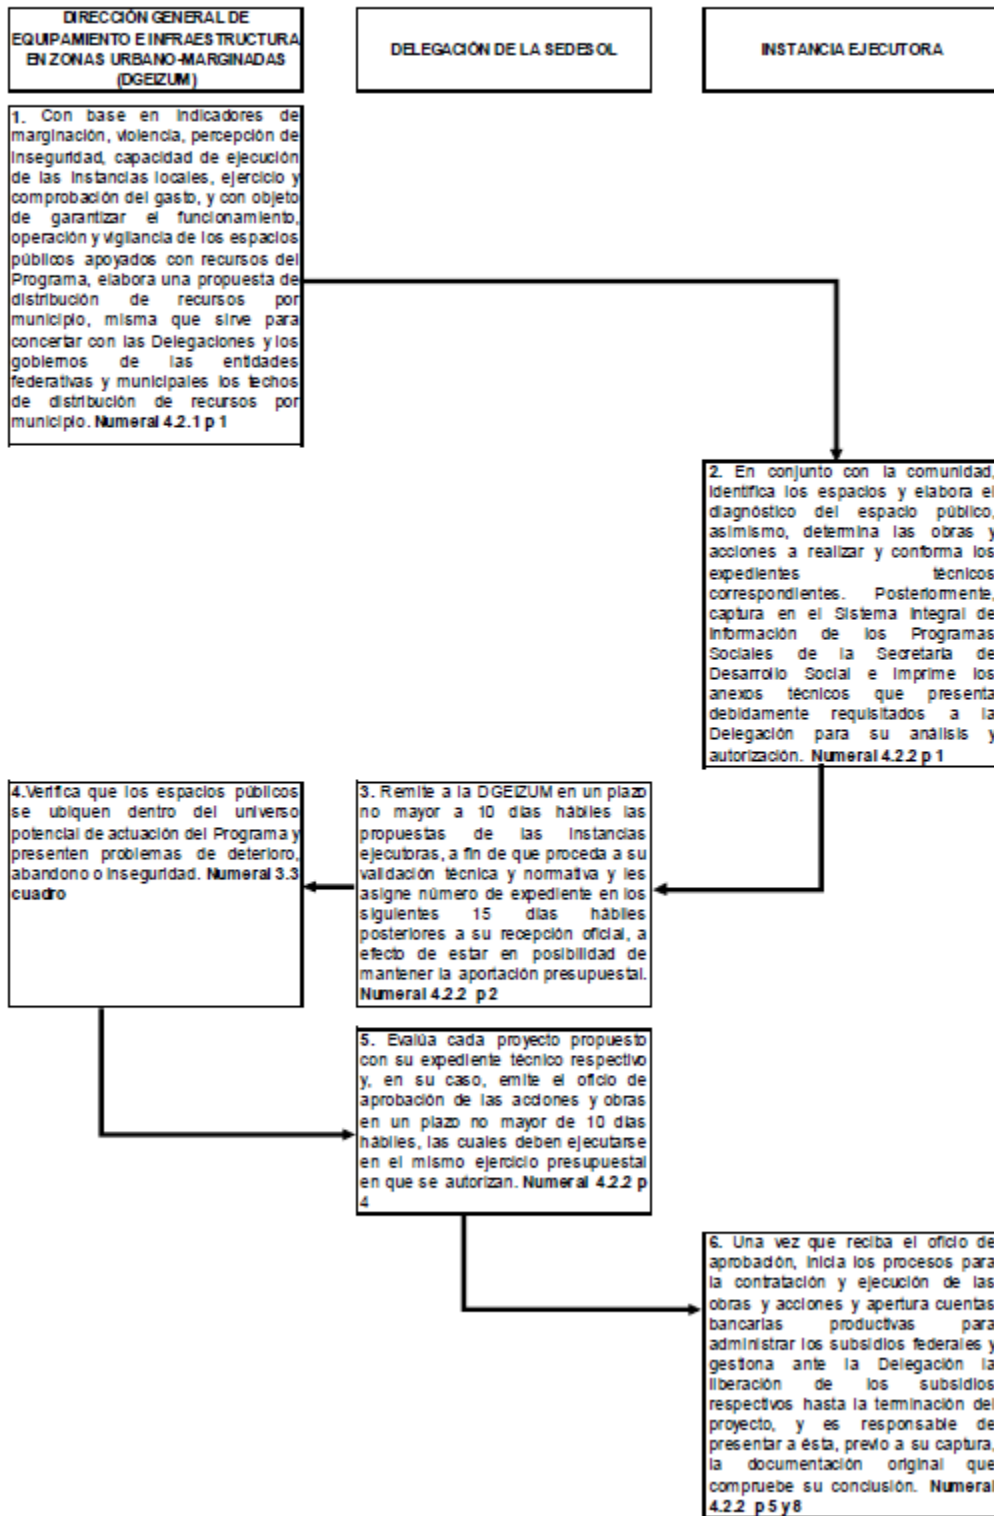 DIRECCIÓN GENERAL DE
EQUIPAMIENTO E INFRAESTRUCTURA
EN ZONAS URBANO-MARGINADAS
(DGEIZUM)
DELEGACIÓN DE LA SEDESOL
INSTANCIA EJECUTORA
1. Con base en indicadores de
marginación, violencia, percepción de
inseguridad, capacidad de ejecución
de las instancias locales, ejercicio y
comprobación del gasto, y con objeto
de garantizar el funcionamiento,
operación y vigilancia de los espacios
públicos apoyados con recursos del
Programa, elabora una propuesta de
distribución de recursos por
municipio, misma que sirve para
concertar con las Delegaciones y los
gobiernos de las entidades
federativas y municipales los techos
de distribución de recursos por
municipio. Numeral 4.2.1 p 1
2. En conjunto con la comunidad,
identifica los espacios y elabora el
diagnóstico del espacio público,
asimismo, determina las obras y
acciones a realizar y conforma los
expedientes técnicos
correspondientes. Posteriormente,
captura en el Sistema Integral de
Información de los Programas
Sociales de la Secretaría de
Desarrollo Social e imprime los
anexos técnicos que presenta
debidamente requisitados a la
Delegación para su análisis y
autorización. Numeral 4.2.2 p 1
3. Remite a la DGEIZUM en un plazo
no mayor a 10 días hábiles las
propuestas de las instancias
ejecutoras, a fin de que proceda a su
validación técnica y normativa y les
asigne número de expediente en los
siguientes 15 días hábiles
posteriores a su recepción oficial, a
efecto de estar en posibilidad de
mantener la aportación presupuestal.
Numeral 4.2.2 p 2
4.Verifica que los espacios públicos
se ubiquen dentro del universo
potencial de actuación del Programa y
presenten problemas de deterioro,
abandono o inseguridad. Numeral 3.3
cuadro
5. Evalúa cada proyecto propuesto
con su expediente técnico respectivo
y, en su caso, emite el oficio de
aprobación de las acciones y obras
en un plazo no mayor de 10 días
hábiles, las cuales deben ejecutarse
en el mismo ejercicio presupuestal
en que se autorizan. Numeral 4.2.2 p
4
6. Una vez que reciba el oficio de
aprobación, inicia los procesos para
la contratación y ejecución de las
obras y acciones y apertura cuentas
bancarias productivas para
administrar los subsidios federales y
gestiona ante la Delegación la
liberación de los subsidios
respectivos hasta la terminación del
proyecto, y es responsable de
presentar a ésta, previo a su captura,
la documentación original que
compruebe su conclusión. Numeral
4.2.2 p 5 y 8